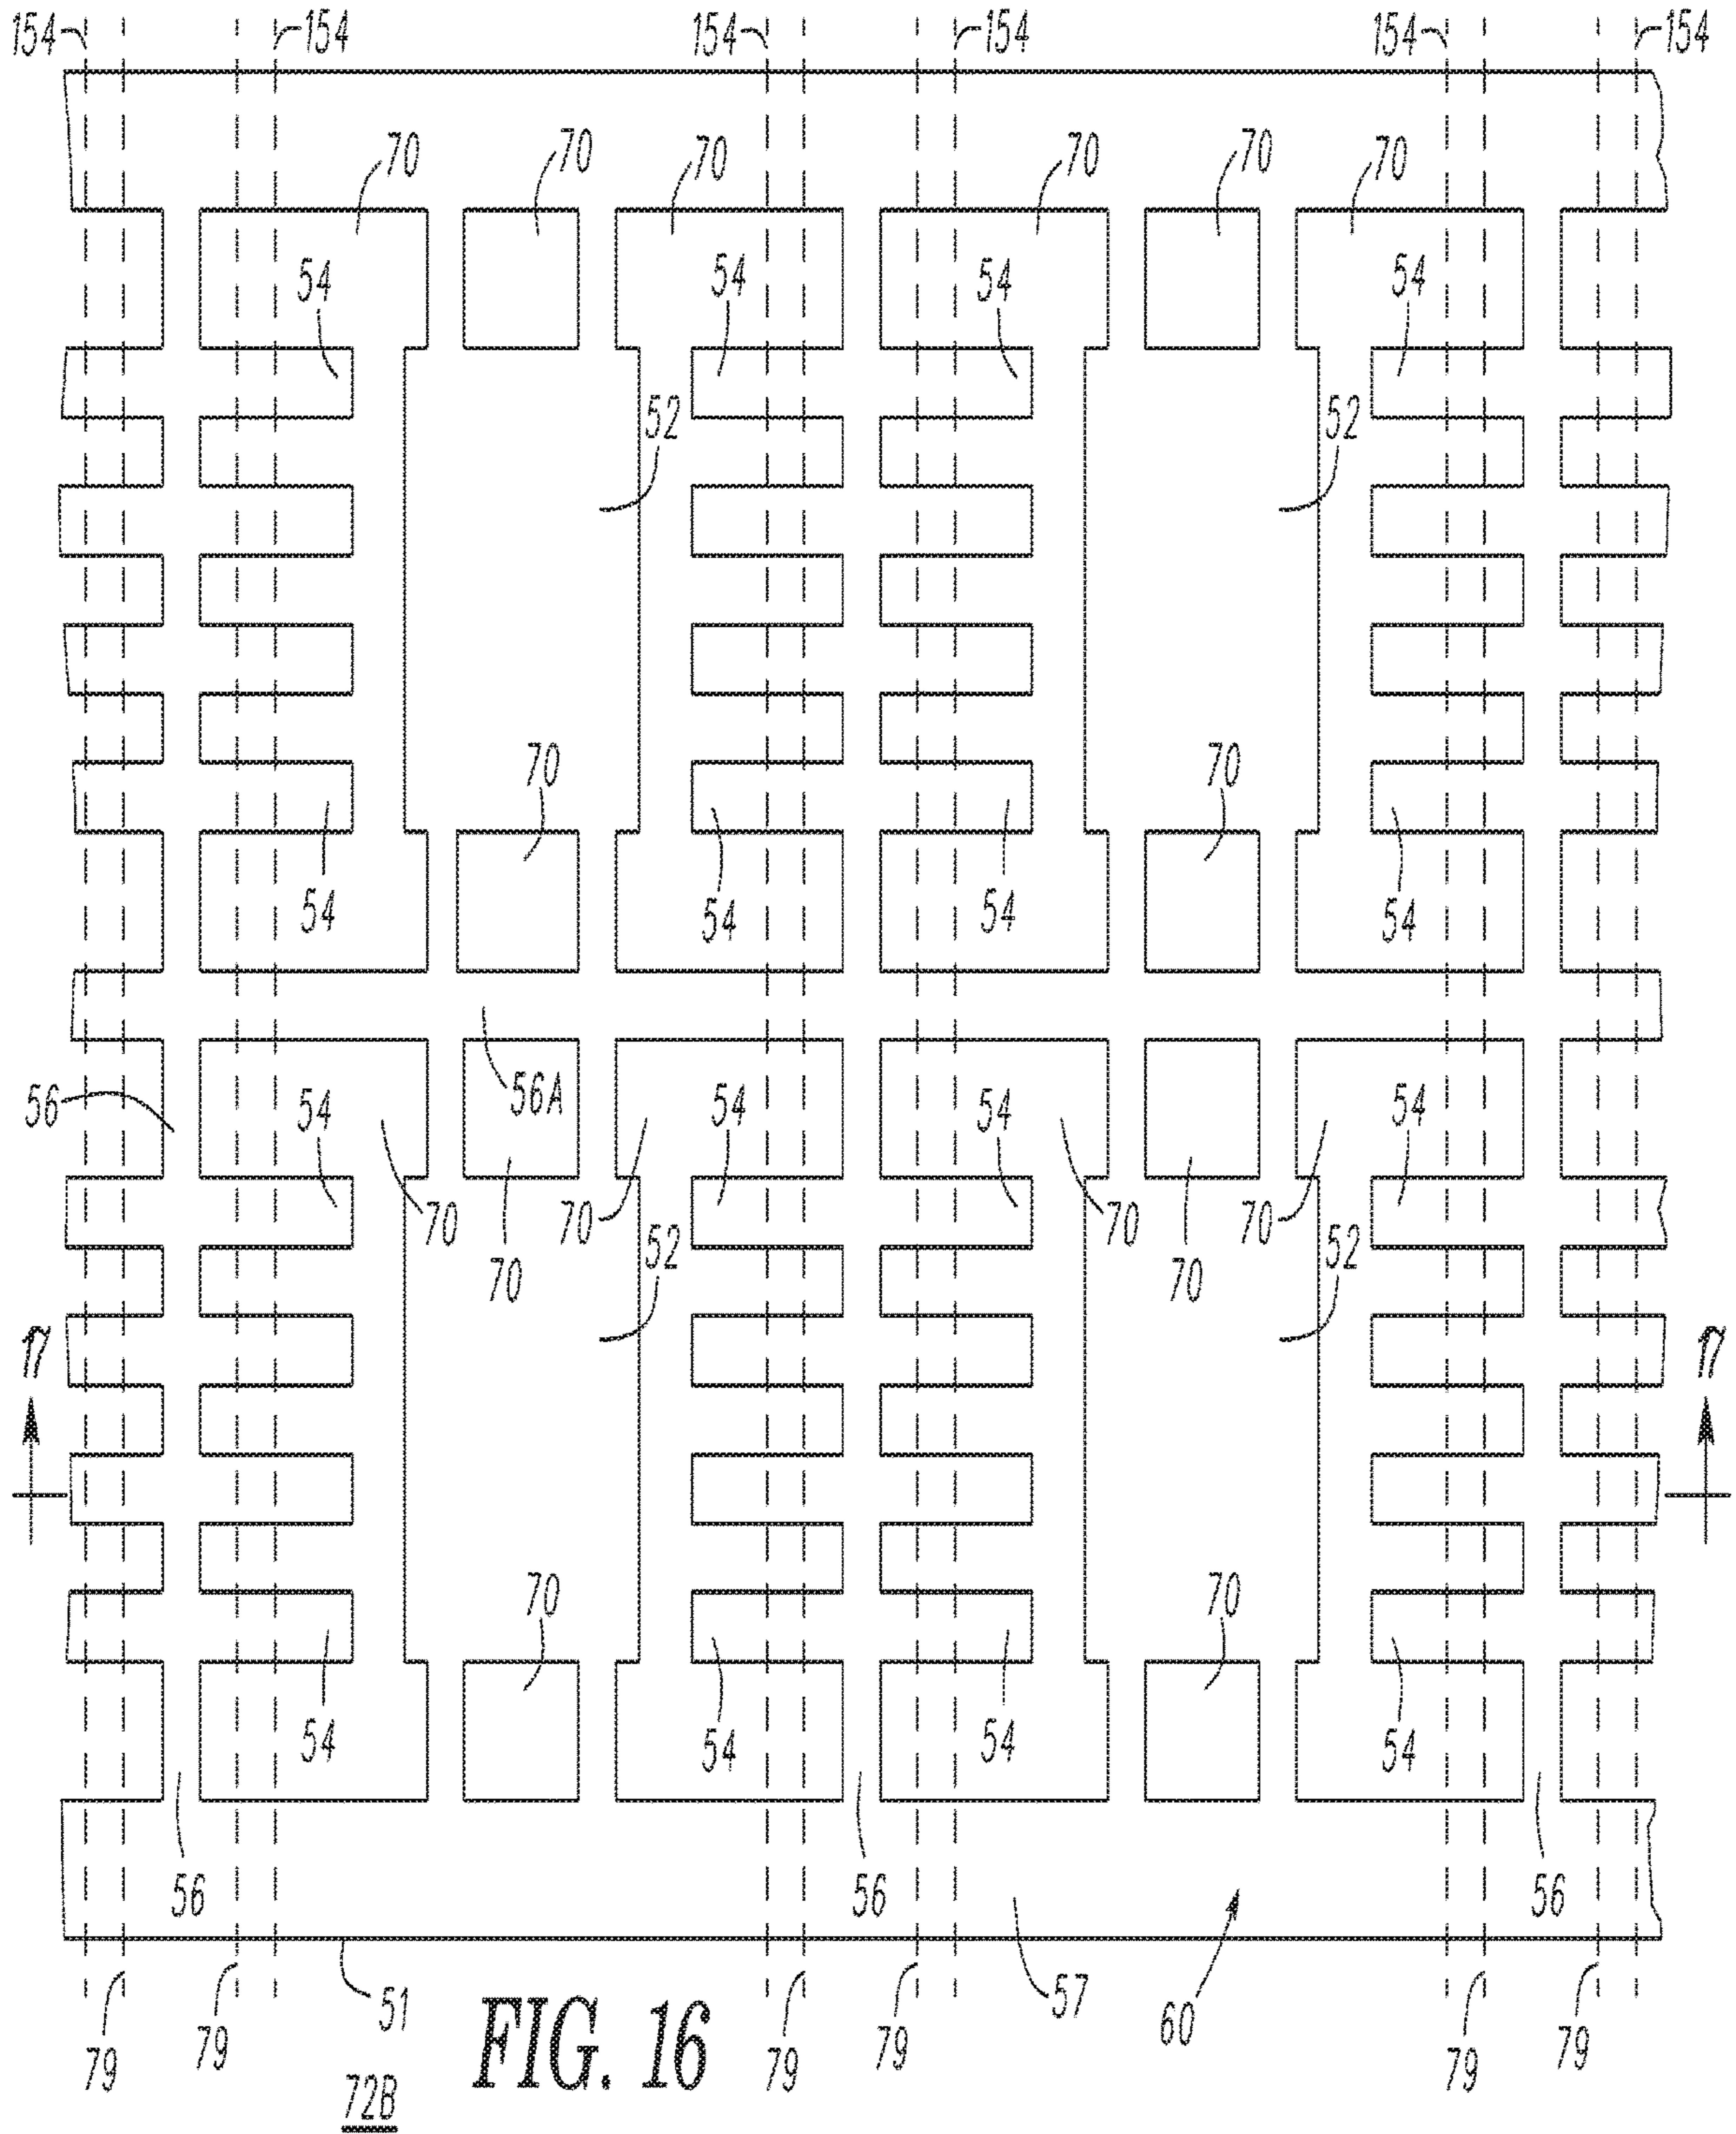 154 154 154 154 154 154
70 70 70 70 70 70
54 54 54 54
52 52
70 70
54 54 54 54
56A
56 54 54 54 54
70 70 70 70
70 70
52 52
17 17
70 70
54 54 54 54
56 56 56
51 57 60
79 79 79 79 79 79
FIG. 16
72B